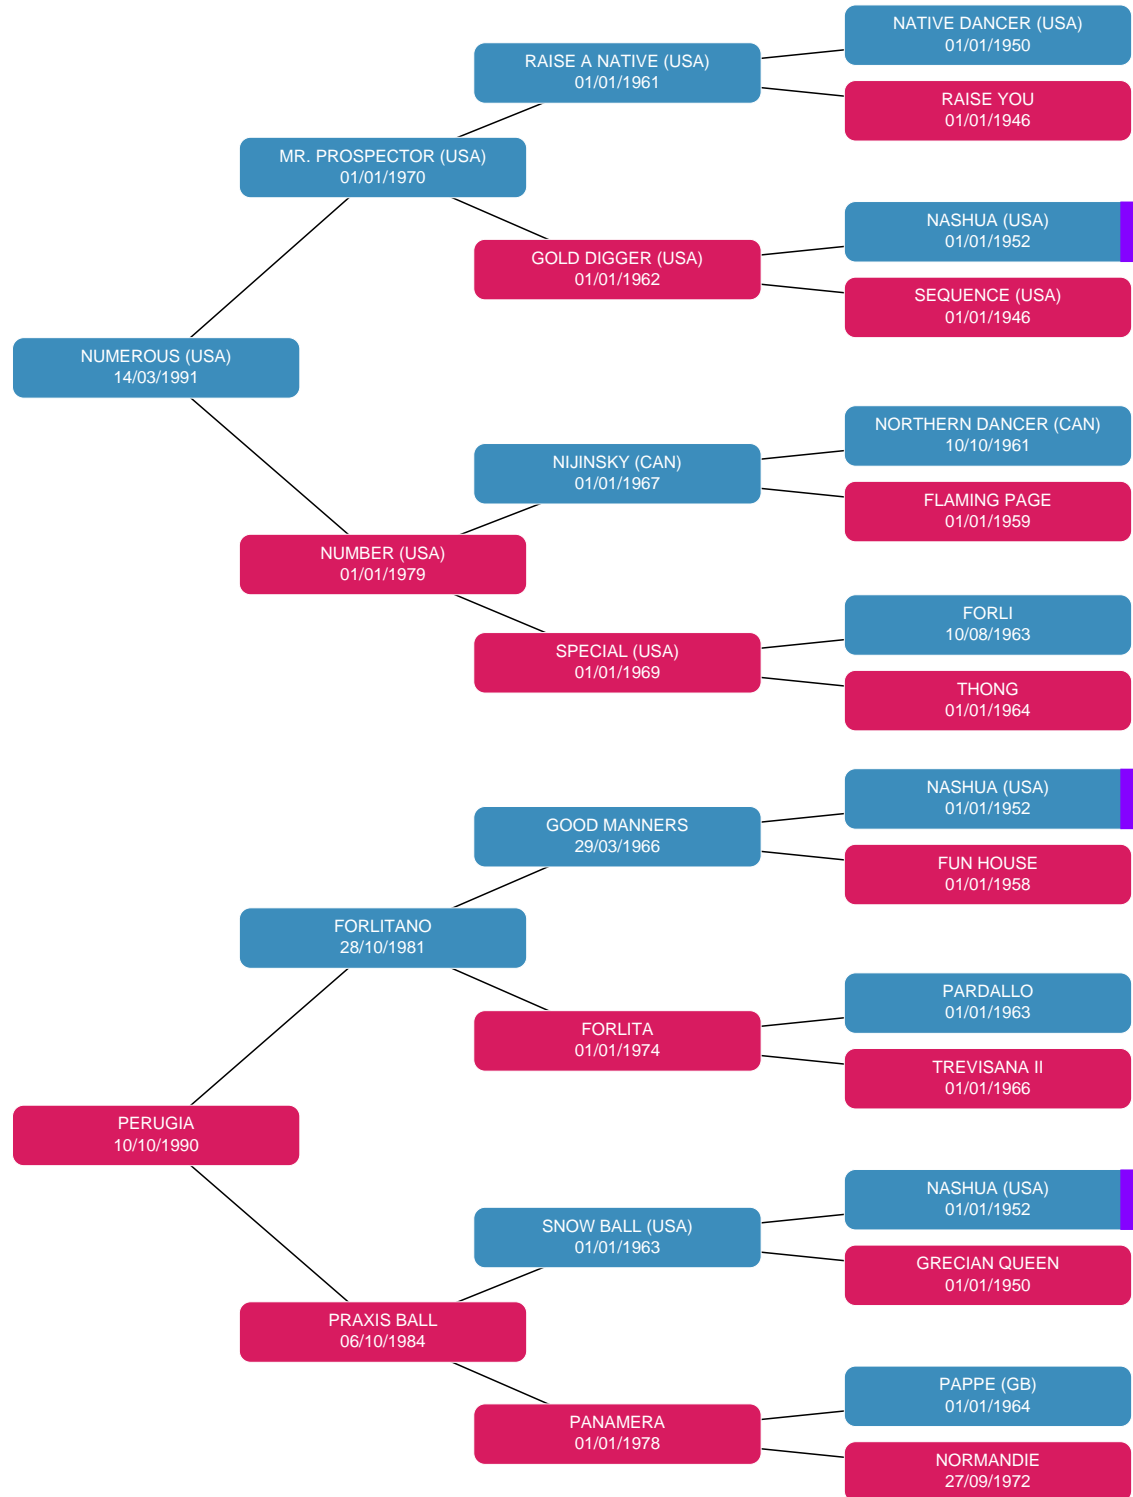 NATIVE DANCER (USA)
01/01/1950
RAISE A NATIVE (USA)
01/01/1961
RAISE YOU
01/01/1946
MR. PROSPECTOR (USA)
01/01/1970
NASHUA (USA)
01/01/1952
GOLD DIGGER (USA)
01/01/1962
SEQUENCE (USA)
01/01/1946
NUMEROUS (USA)
14/03/1991
NORTHERN DANCER (CAN)
10/10/1961
NIJINSKY (CAN)
01/01/1967
FLAMING PAGE
01/01/1959
NUMBER (USA)
01/01/1979
FORLI
10/08/1963
SPECIAL (USA)
01/01/1969
THONG
01/01/1964
NASHUA (USA)
01/01/1952
GOOD MANNERS
29/03/1966
FUN HOUSE
01/01/1958
FORLITANO
28/10/1981
PARDALLO
01/01/1963
FORLITA
01/01/1974
TREVISANA II
01/01/1966
PERUGIA
10/10/1990
NASHUA (USA)
01/01/1952
SNOW BALL (USA)
01/01/1963
GRECIAN QUEEN
01/01/1950
PRAXIS BALL
06/10/1984
PAPPE (GB)
01/01/1964
PANAMERA
01/01/1978
NORMANDIE
27/09/1972